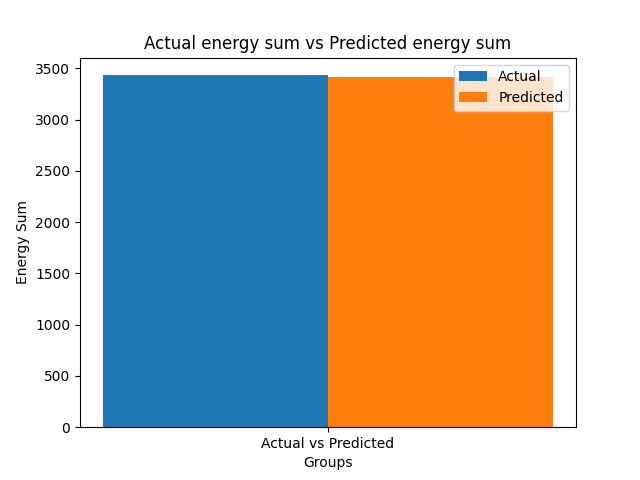 Actual energy sum vs Predicted energy sum
Actual
Predicted
3500
3000
2500
2000
1500
1000
500
0
Energy Sum
Actual vs Predicted
Groups